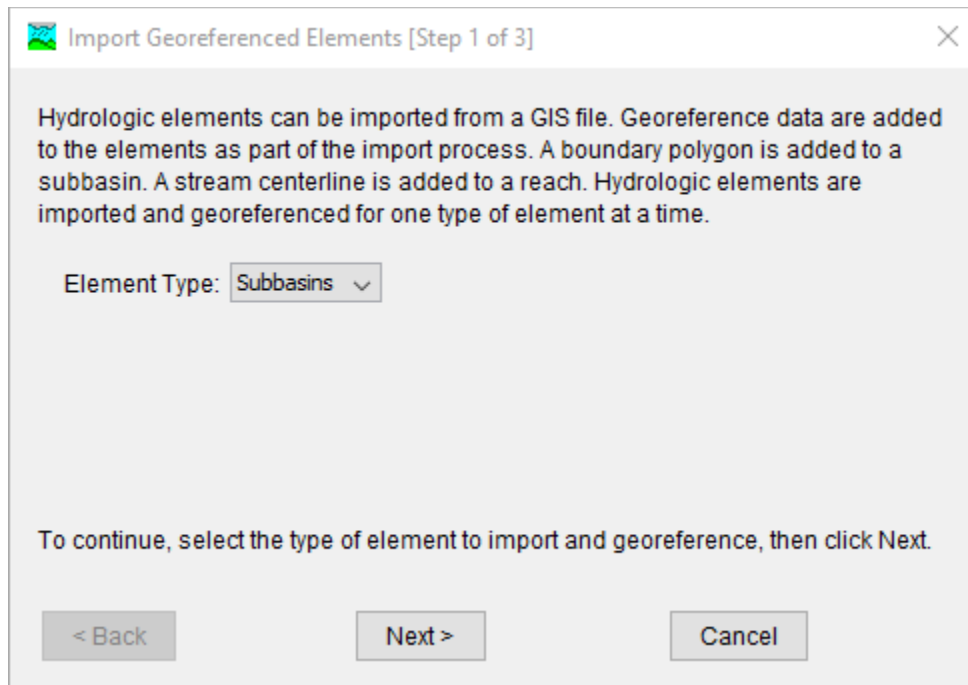 Import Georeferenced Elements [Step 1 of 3]
Hydrologic elements can be imported from a GIS file. Georeference data are added
to the elements as part of the import process. A boundary polygon is added to a
subbasin. A stream centerline is added to a reach. Hydrologic elements are
imported and georeferenced for one type of element at a time.
Element Type: Subbasins
To continue, select the type of element to import and georeference, then click Next.
< Back Next > Cancel